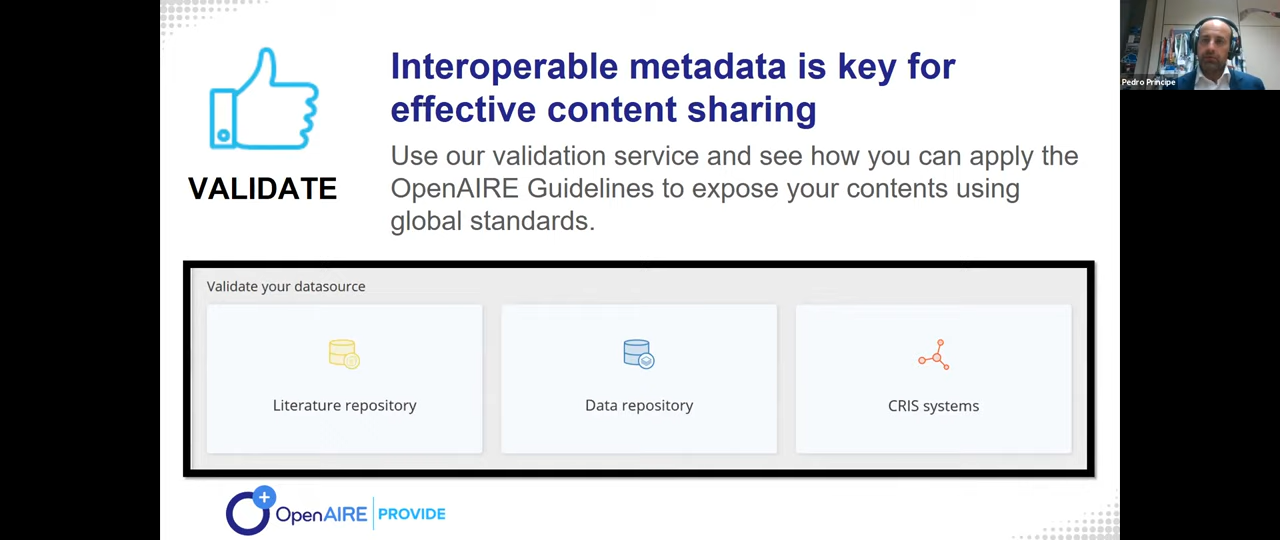 Interoperable metadata is key for
effective content sharing
Use our validation service and see how you can apply the
OpenAIRE Guidelines to expose your contents using
global standards.
VALIDATE
Validate your datasource
Literature repository
Data repository
CRIS systems
OpenAIRE PROVIDE
Pedro Príncipe